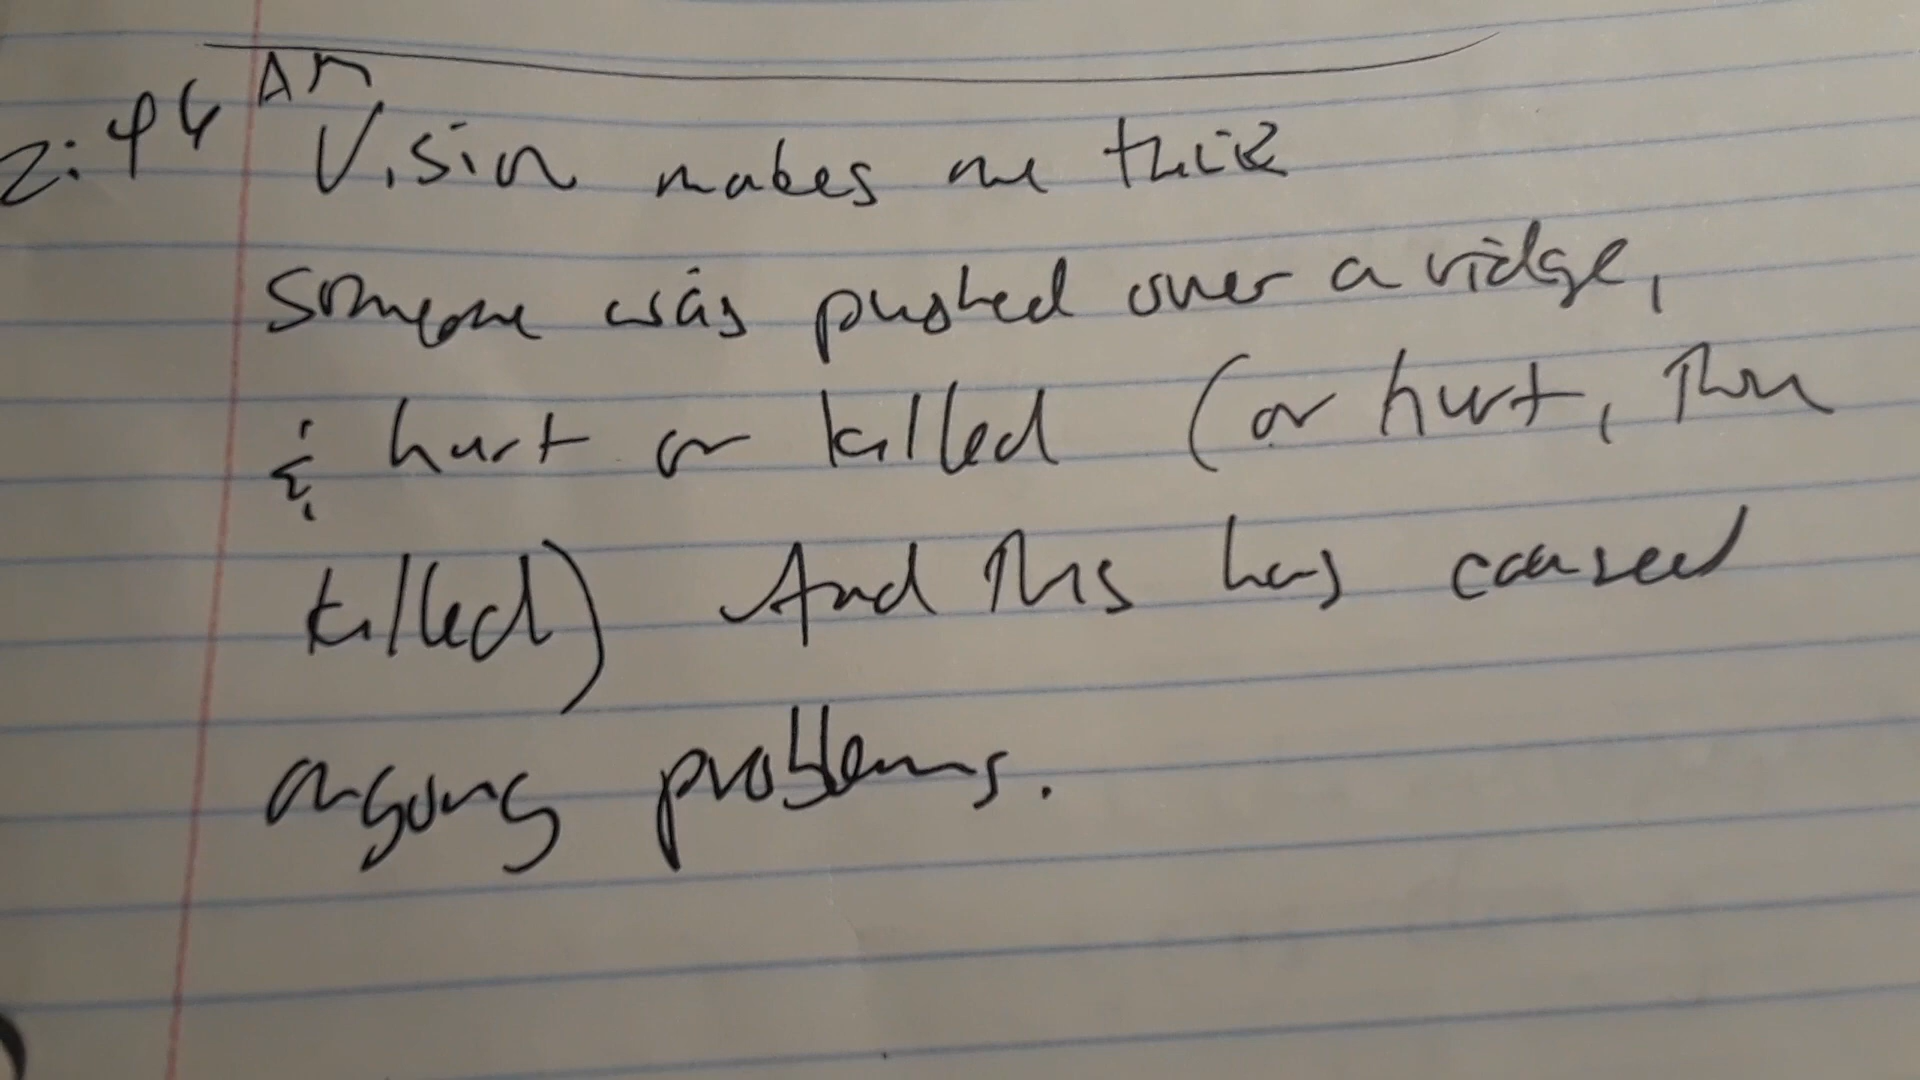 2:46 AM Vision makes me think
someone was pushed over a ridge,
& hurt or killed (or hurt, then
killed) And this has caused
ongoing problems.